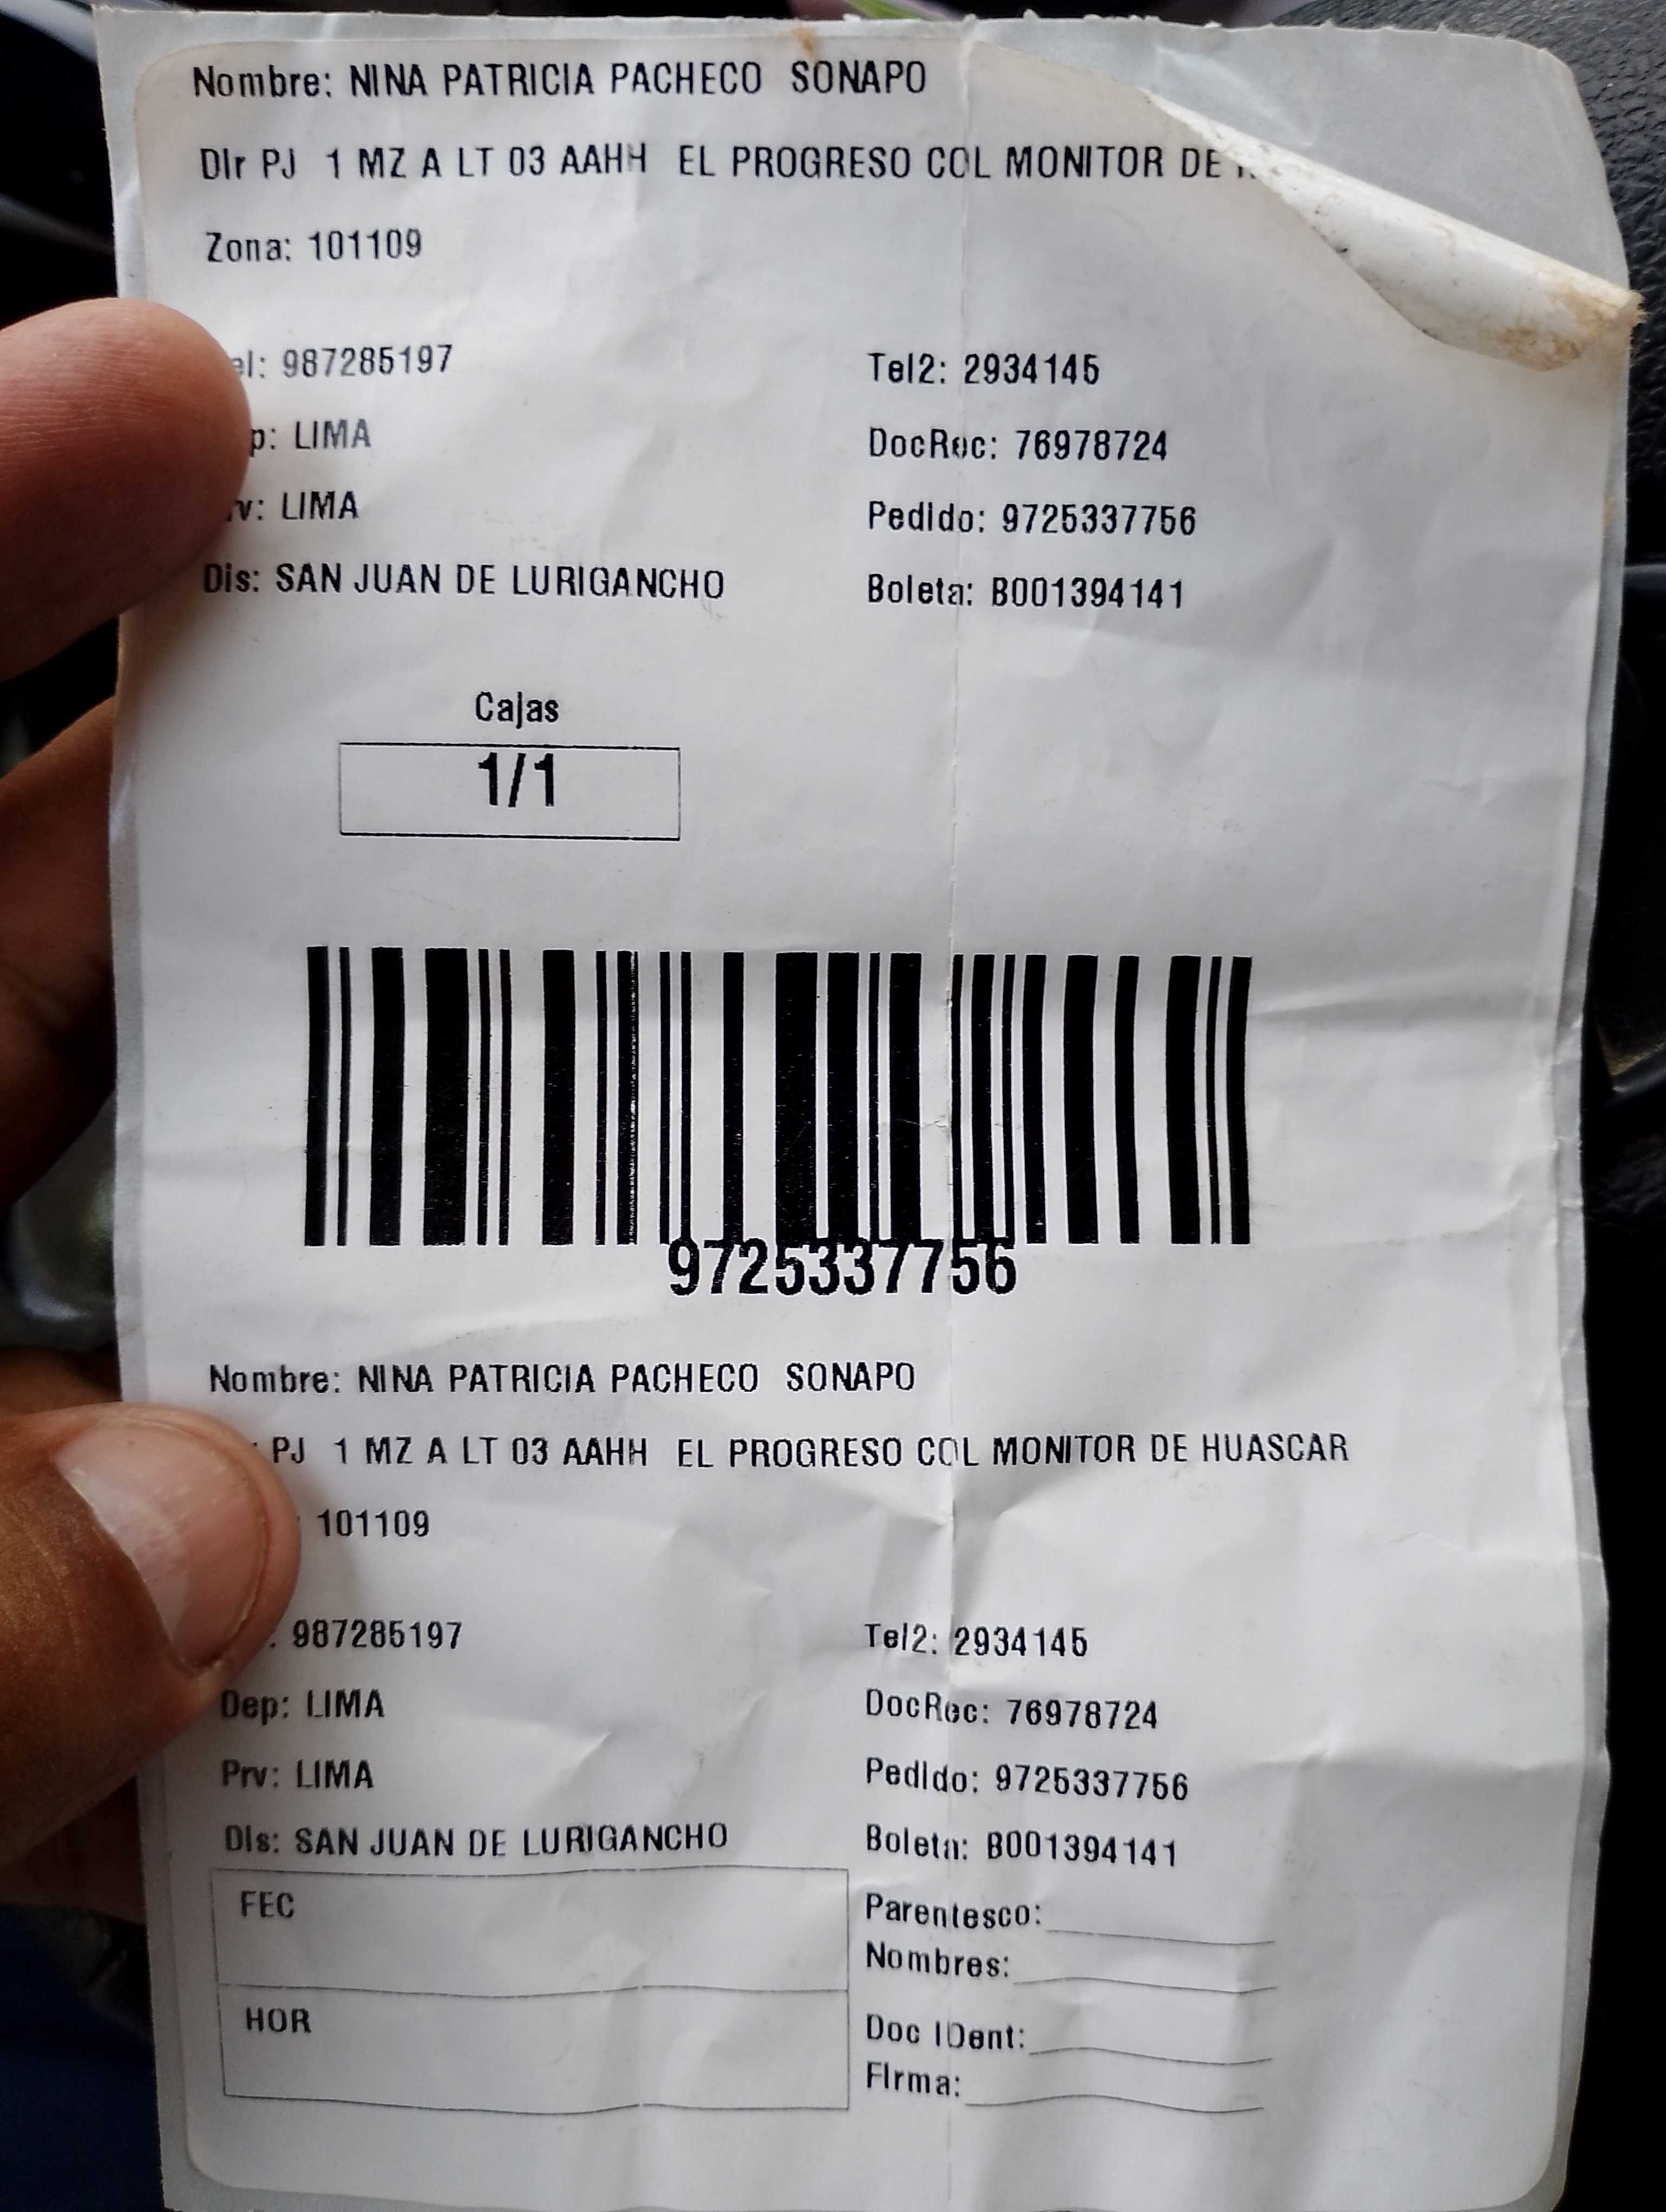 Nombre: NINA PATRICIA PACHECO SONAPO
Dir PJ 1 MZ A LT 03 AAHH EL PROGRESO COL MONITOR DE
Zona: 101109
el: 987285197 Tel2: 2934145
p: LIMA DocRec: 76978724
v: LIMA Pedido: 9725337756
Dis: SAN JUAN DE LURIGANCHO Boleta: B001394141
Cajas
1/1
9725337756
Nombre: NINA PATRICIA PACHECO SONAPO
PJ 1 MZ A LT 03 AAHH EL PROGRESO COL MONITOR DE HUASCAR
101109
987285197 Tel2: 2934145
Dep: LIMA DocRec: 76978724
Prv: LIMA Pedido: 9725337756
Dis: SAN JUAN DE LURIGANCHO Boleta: B001394141
FEC
Parentesco:
Nombres:
HOR
Doc IDent:
Firma: